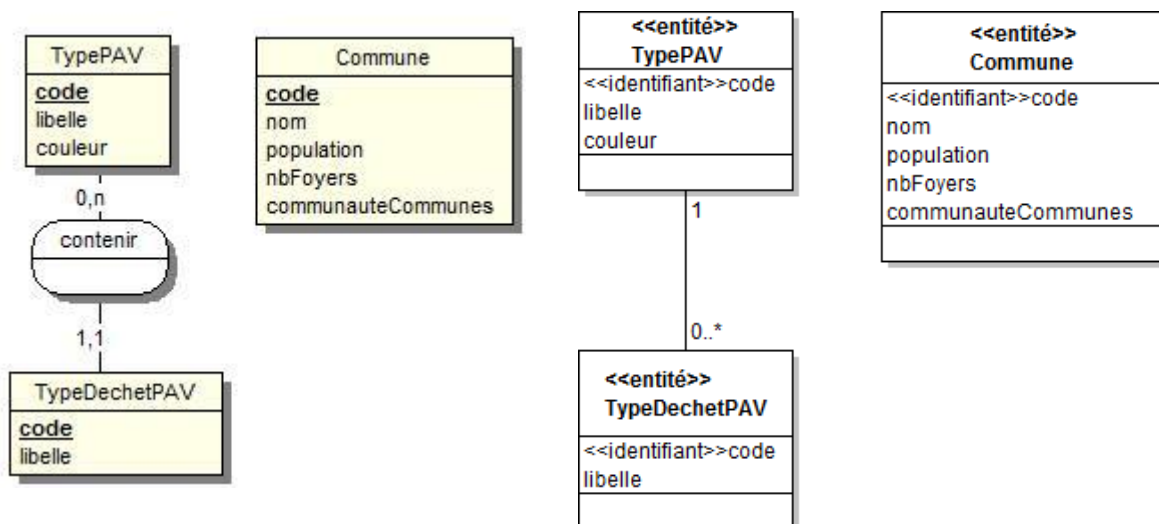 TypePAV
code
libelle
couleur
0,n
contenir
1,1
TypeDechetPAV
code
libelle
Commune
code
nom
population
nbFoyers
communauteCommunes
<<entité>>
TypePAV
<<identifiant>>code
libelle
couleur
1
0..*
<<entité>>
TypeDechetPAV
<<identifiant>>code
libelle
<<entité>>
Commune
<<identifiant>>code
nom
population
nbFoyers
communauteCommunes